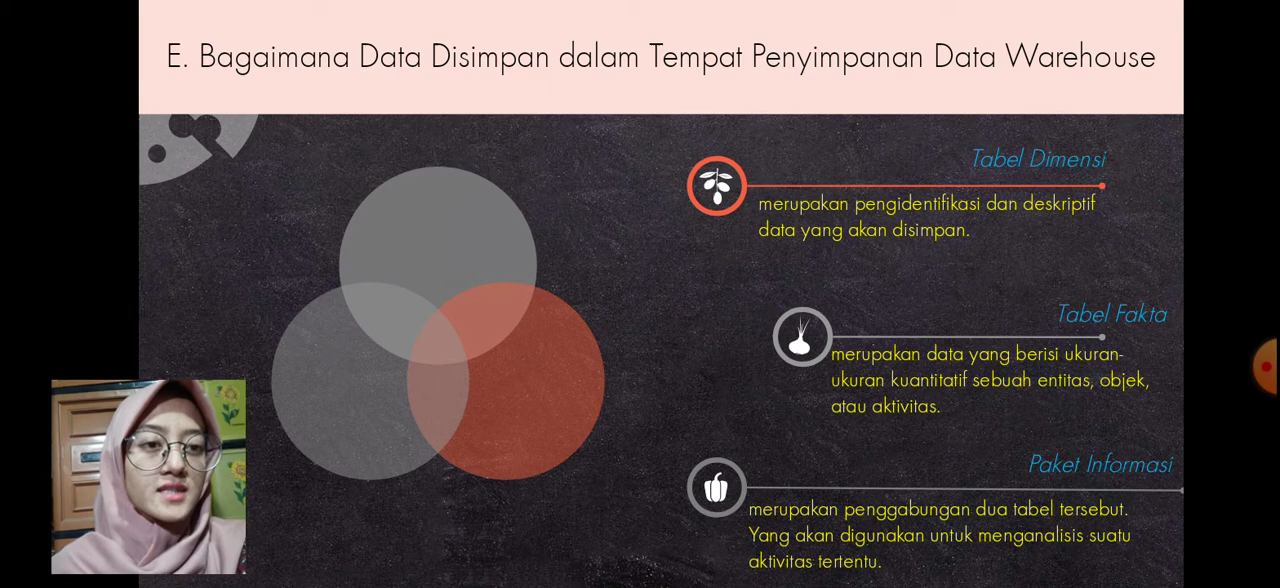 E. Bagaimana Data Disimpan dalam Tempat Penyimpanan Data Warehouse
Tabel Dimensi
merupakan pengidentifikasi dan deskriptif
data yang akan disimpan.
Tabel Fakta
merupakan data yang berisi ukuran-
ukuran kuantitatif sebuah entitas, objek,
atau aktivitas.
Paket Informasi
merupakan penggabungan dua tabel tersebut.
Yang akan digunakan untuk menganalisis suatu
aktivitas tertentu.